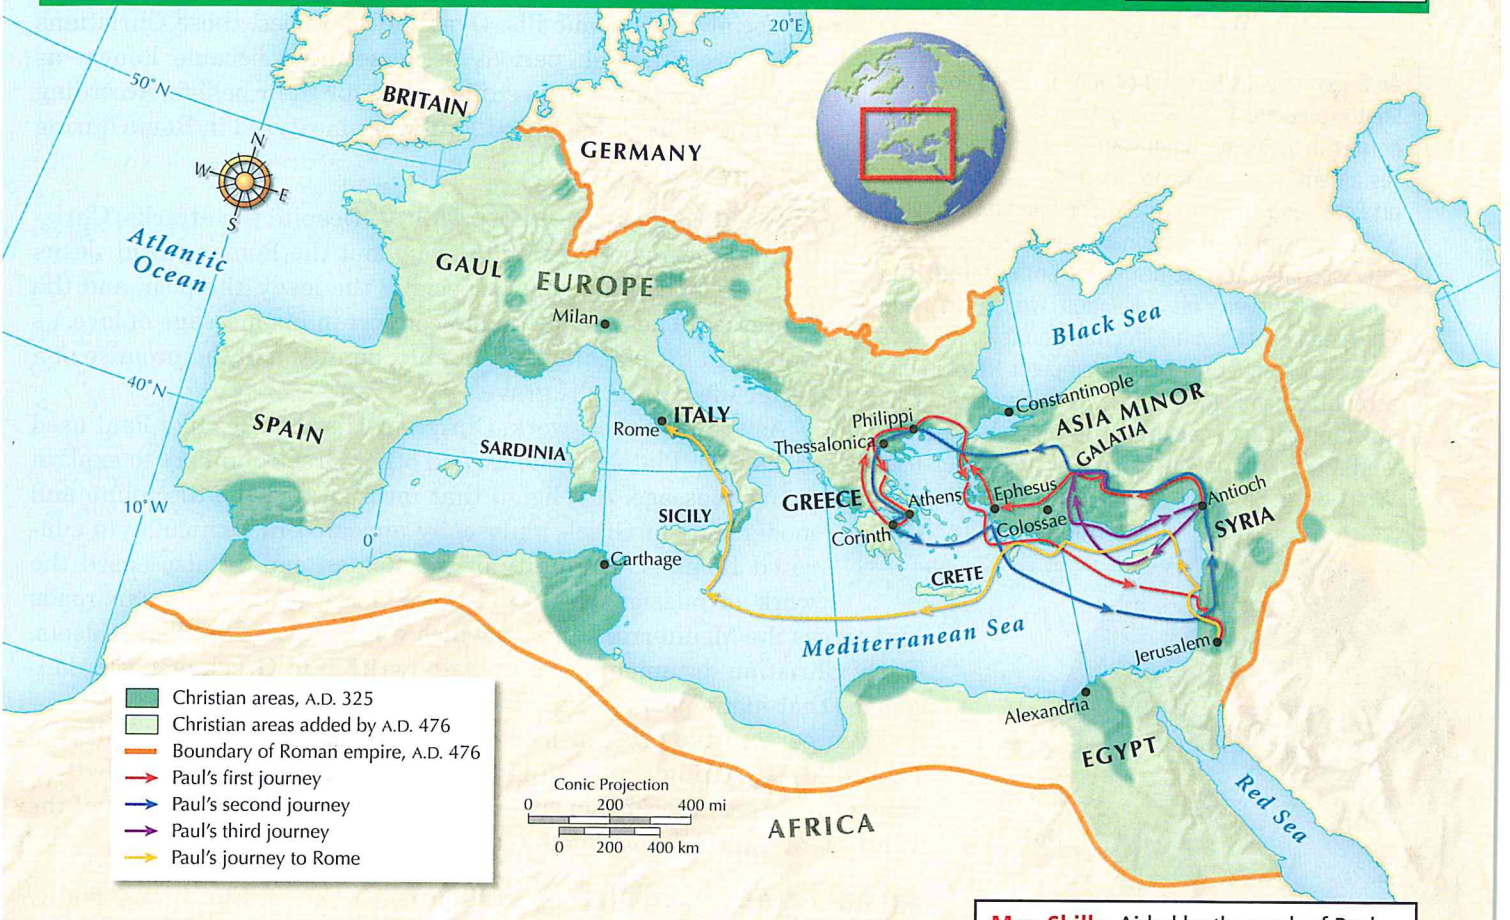 20°E
50°N
BRITAIN
N
W
E
S
GERMANY
Atlantic
Ocean
GAUL
EUROPE
Milan
Black Sea
40°N
Constantinople
ASIA MINOR
GALATIA
Philippi
ITALY
Rome
SPAIN
SARDINIA
Thessalonica
GREECE
Athens
Ephesus
Antioch
10°W
SICILY
Corinth
Colossae
SYRIA
0°
Carthage
CRETE
Mediterranean Sea
Jerusalem
Alexandria
EGYPT
Red Sea
AFRICA
Christian areas, A.D. 325
Christian areas added by A.D. 476
Boundary of Roman empire, A.D. 476
Paul's first journey
Paul's second journey
Paul's third journey
Paul's journey to Rome
Conic Projection
0 200 400 mi
0 200 400 km